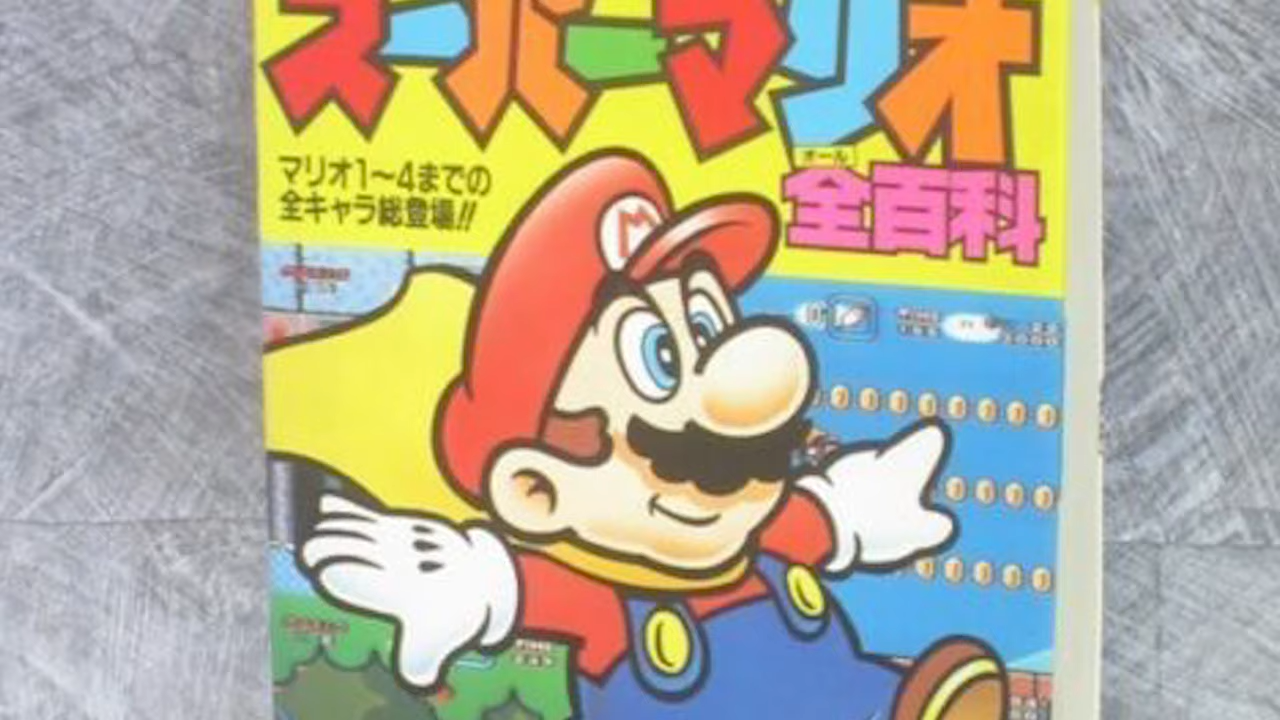 スーパーマリオ
オール
全百科
マリオ1〜4までの
全キャラ総登場!!
M